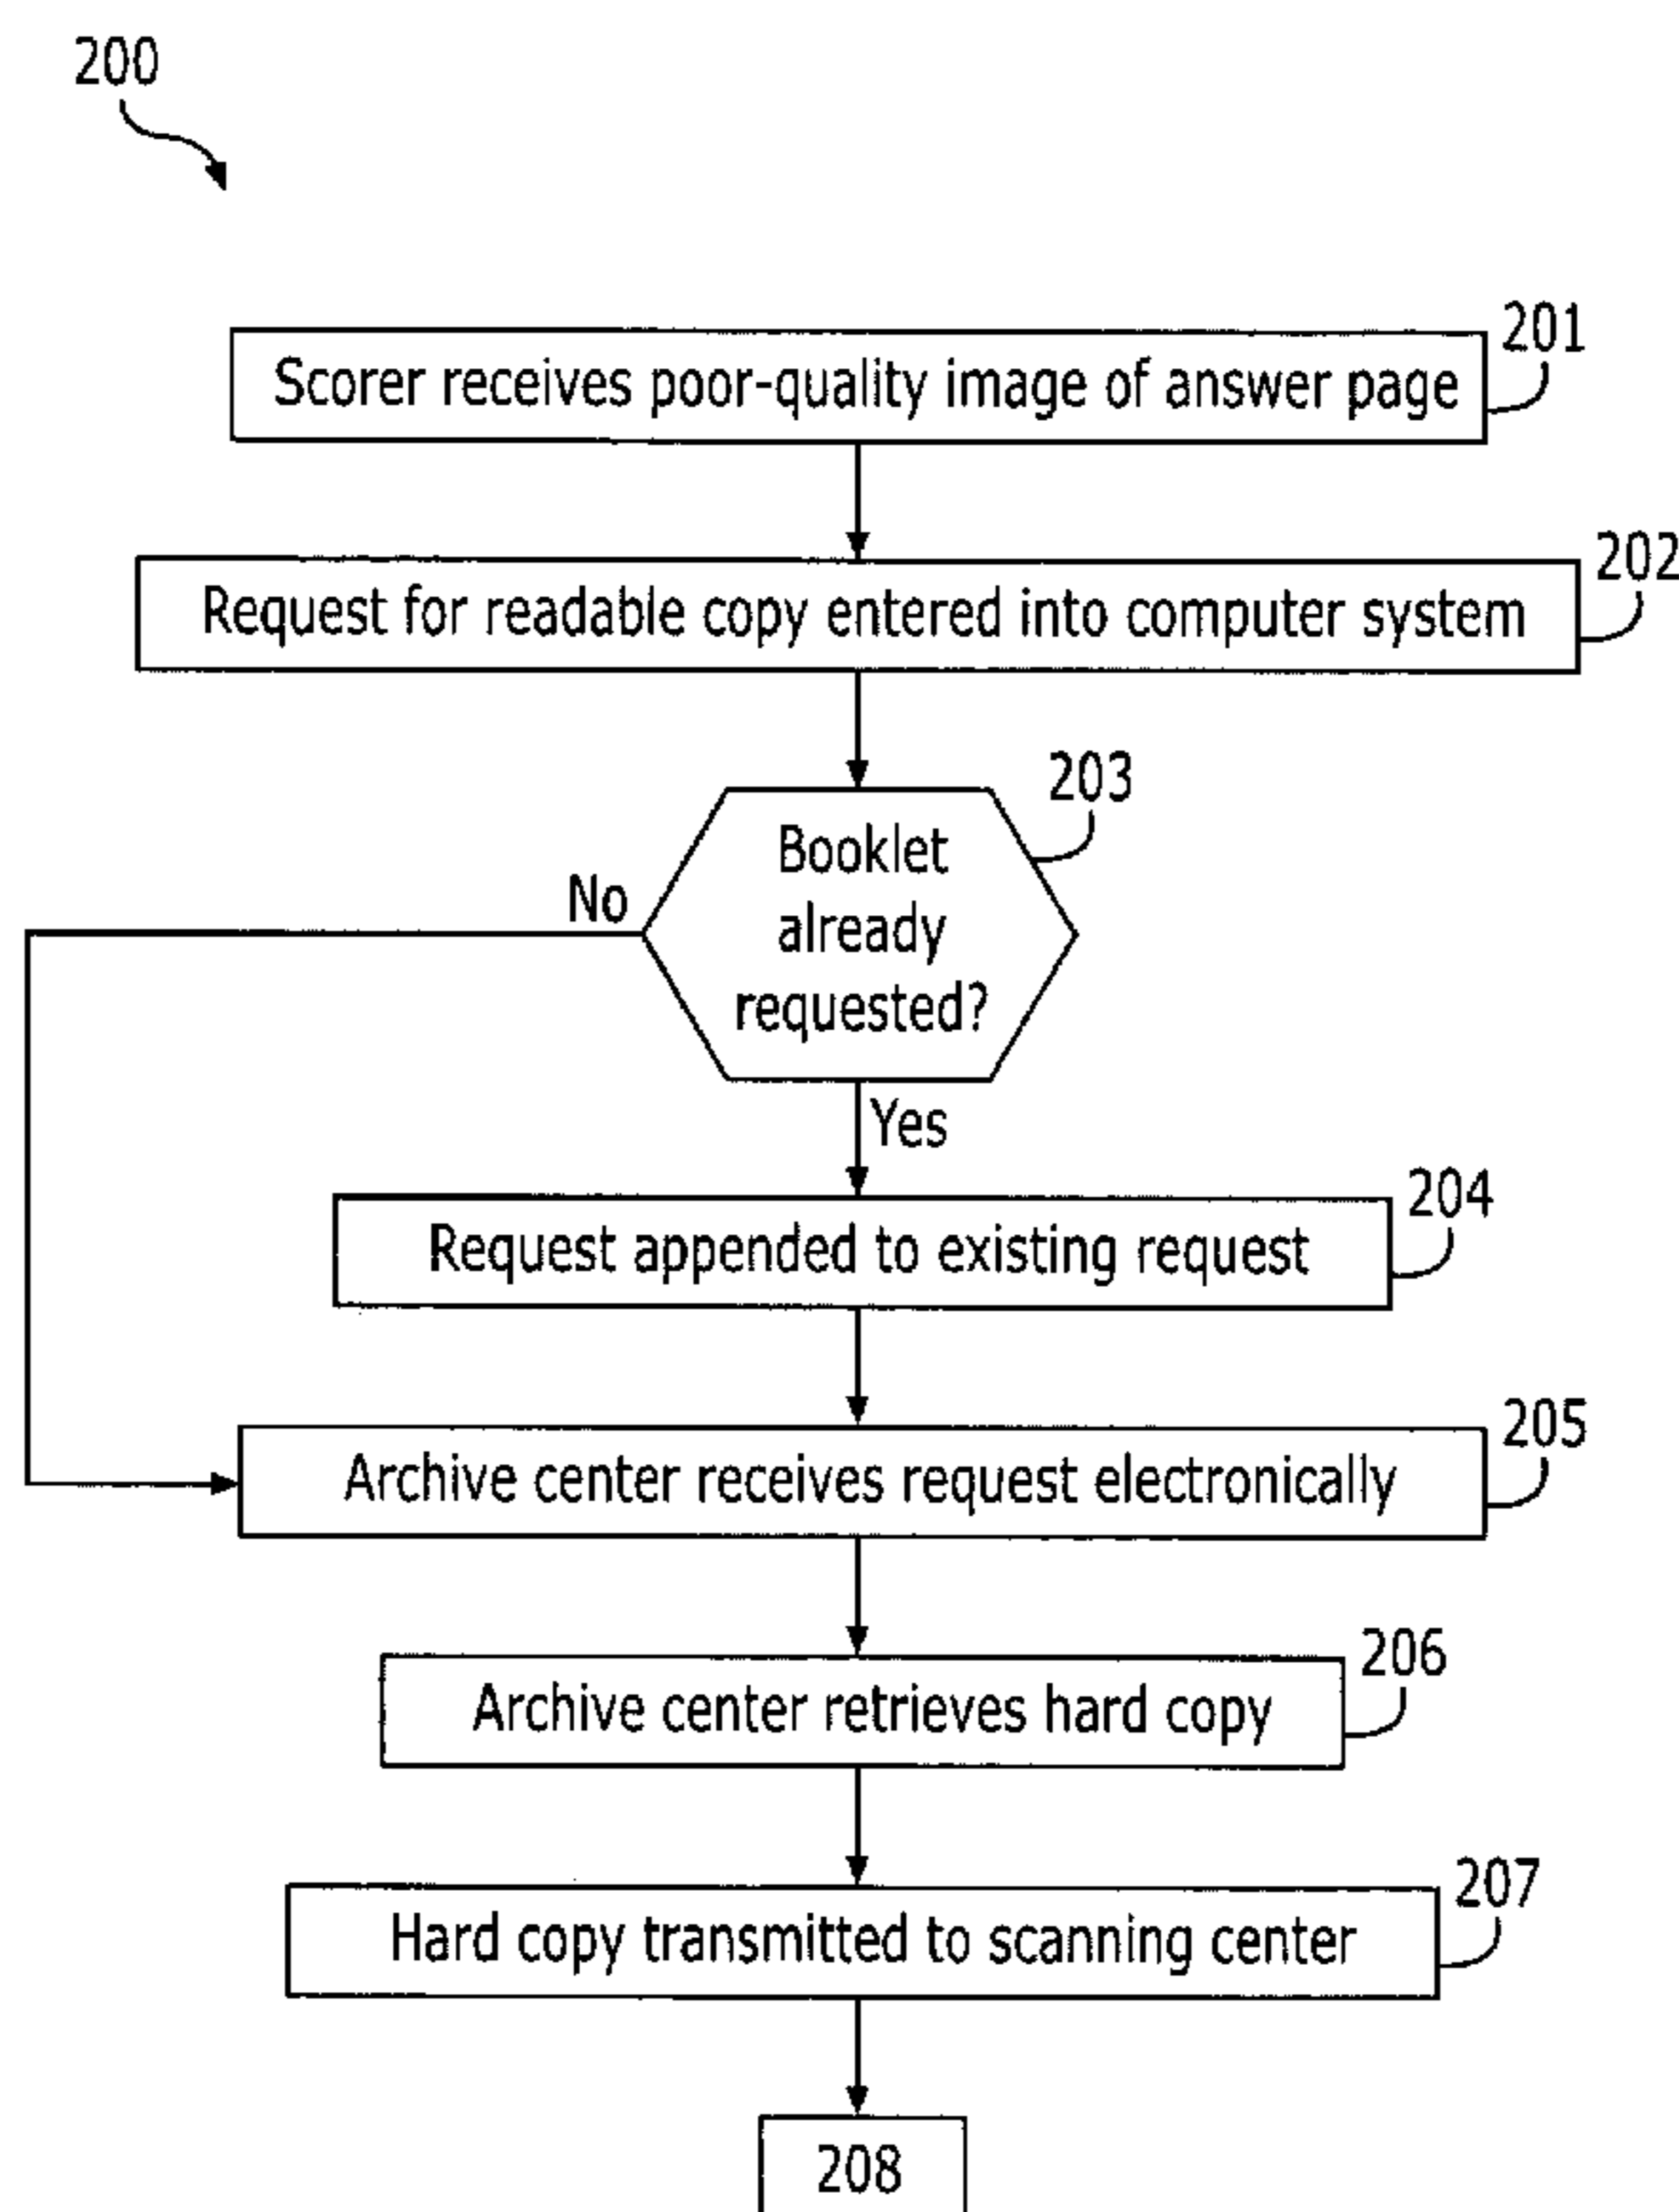 200
201
Scorer receives poor-quality image of answer page
202
Request for readable copy entered into computer system
203
Booklet
already
requested?
No
Yes
204
Request appended to existing request
205
Archive center receives request electronically
206
Archive center retrieves hard copy
207
Hard copy transmitted to scanning center
208